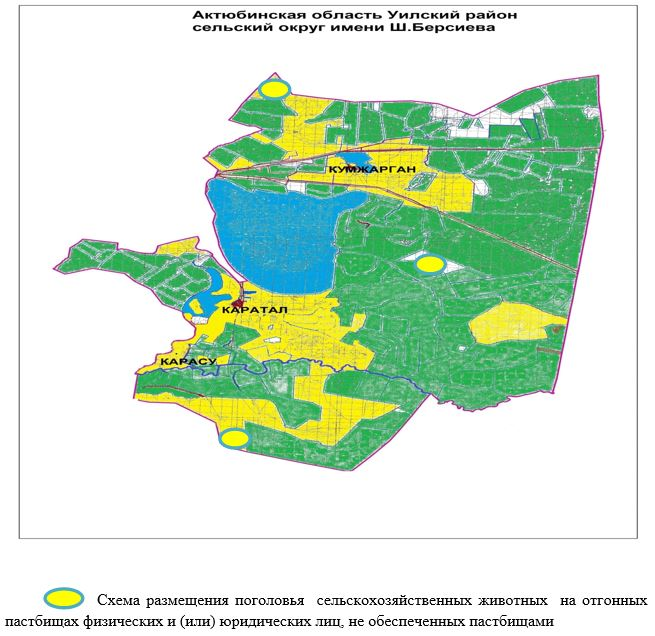 Актюбинская область Уилский район
сельский округ имени Ш.Берсиева
КУМЖАРГАН
КАРАТАЛ
КАРАСУ
Схема размещения поголовья сельскохозяйственных животных на отгонных
пастбищах физических и (или) юридических лиц, не обеспеченных пастбищами